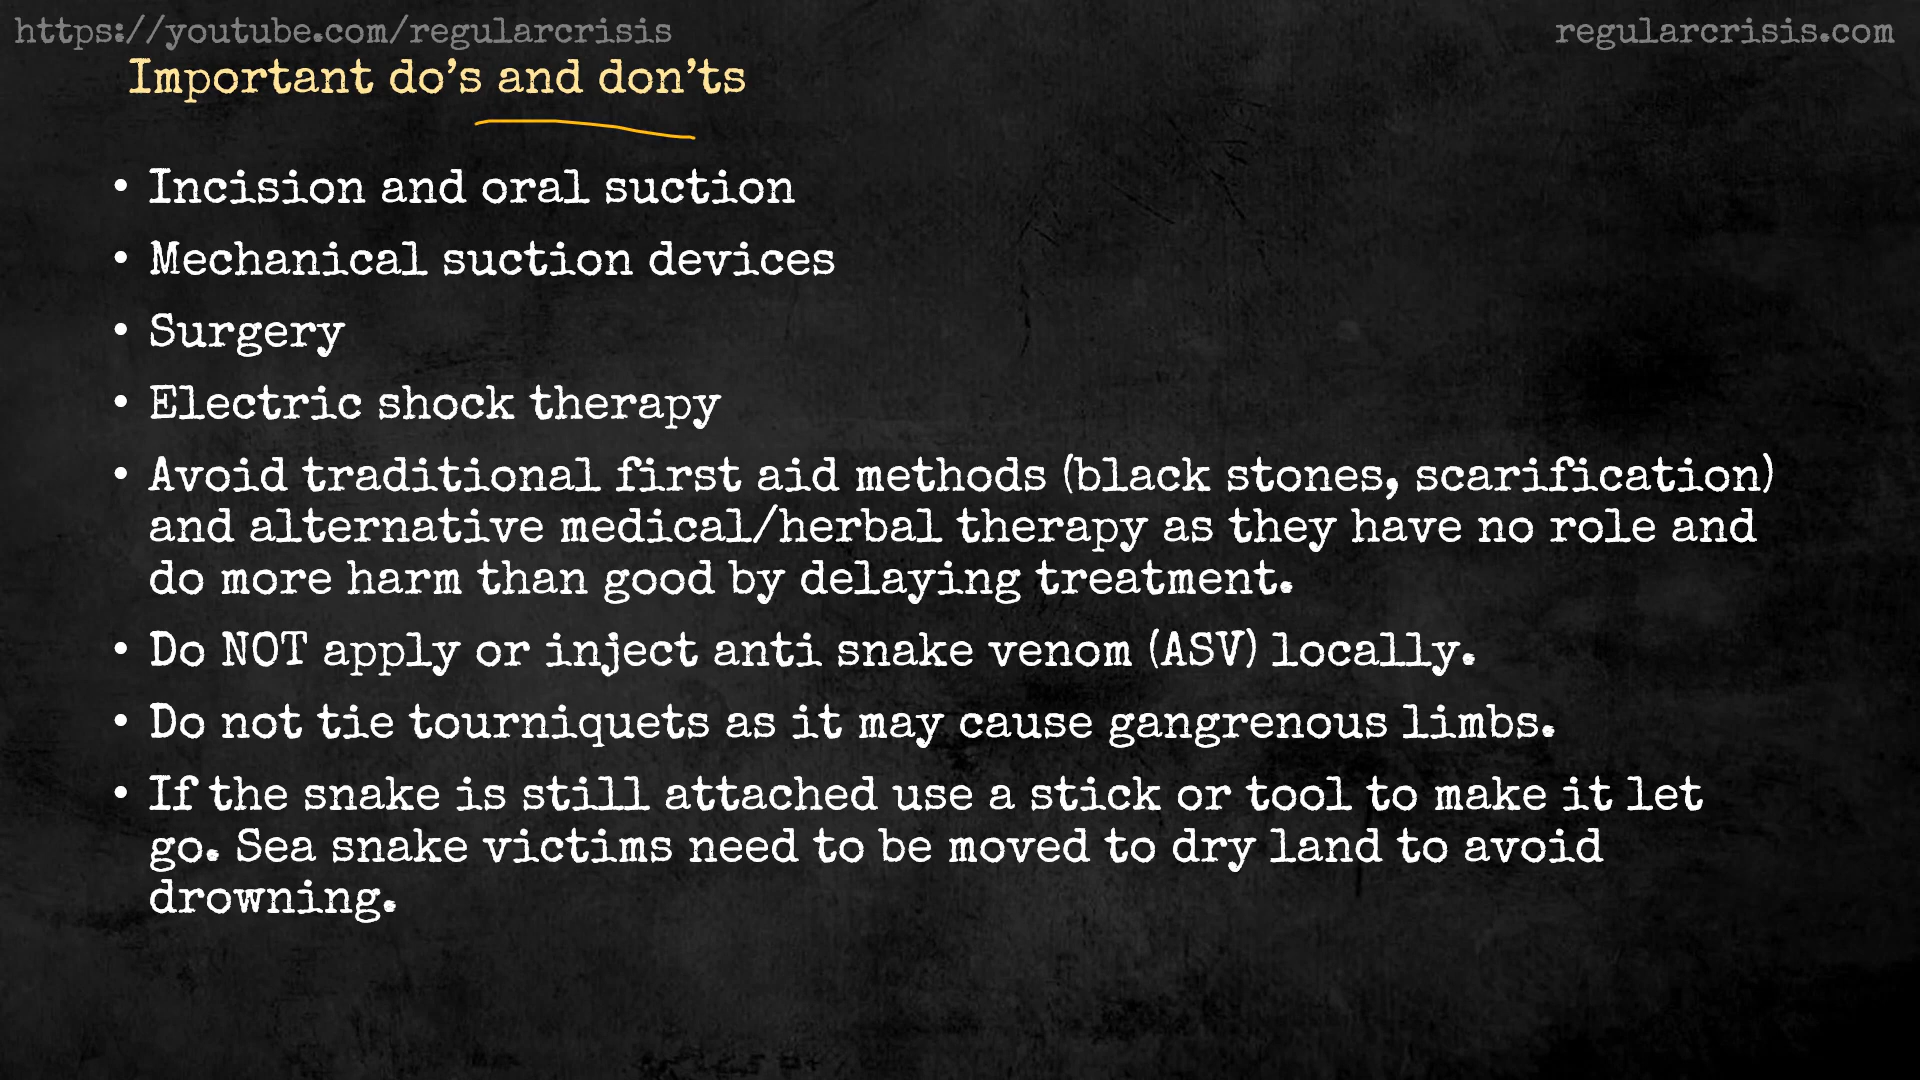 https://youtube.com/regularcrisis
regularcrisis.com
Important do’s and don’ts
• Incision and oral suction
• Mechanical suction devices
• Surgery
• Electric shock therapy
• Avoid traditional first aid methods (black stones, scarification)
and alternative medical/herbal therapy as they have no role and
do more harm than good by delaying treatment.
• Do NOT apply or inject anti snake venom (ASV) locally.
• Do not tie tourniquets as it may cause gangrenous limbs.
• If the snake is still attached use a stick or tool to make it let
go. Sea snake victims need to be moved to dry land to avoid
drowning.